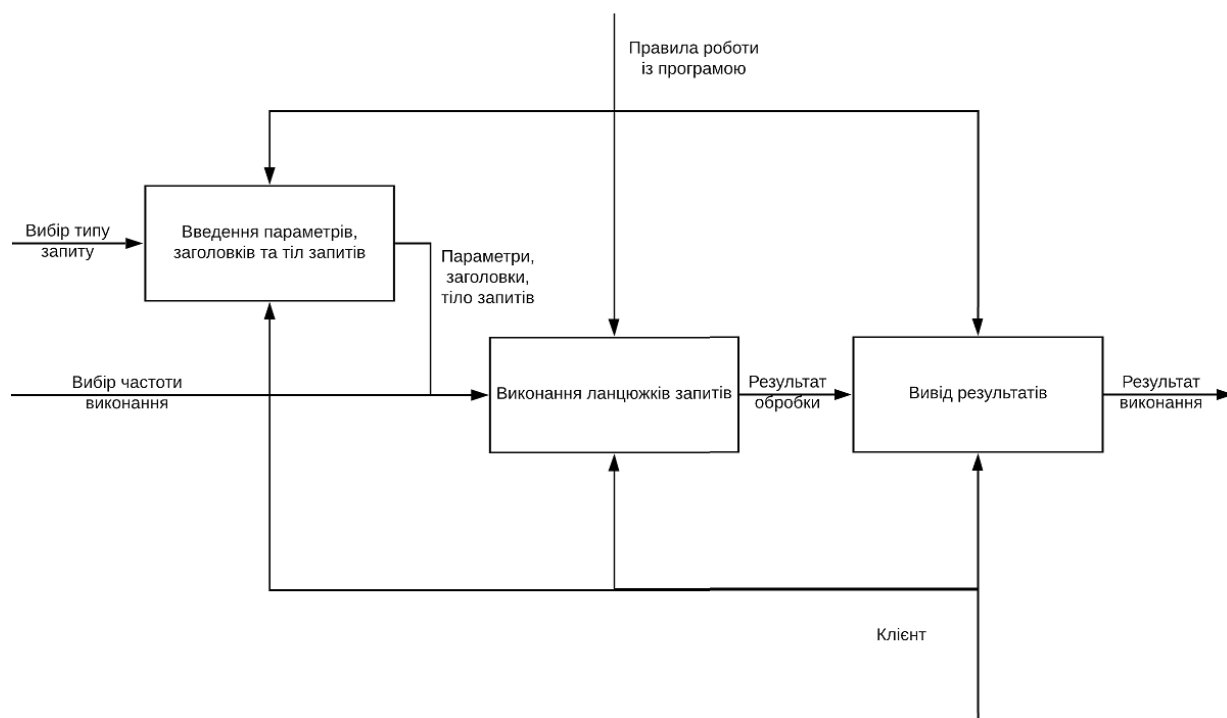 Правила роботи
із програмою
Вибір типу
запиту
Введення параметрів,
заголовків та тіл запитів
Параметри,
заголовки,
тіло запитів
Вибір частоти
виконання
Виконання ланцюжків запитів
Результат
обробки
Вивід результатів
Результат
виконання
Клієнт